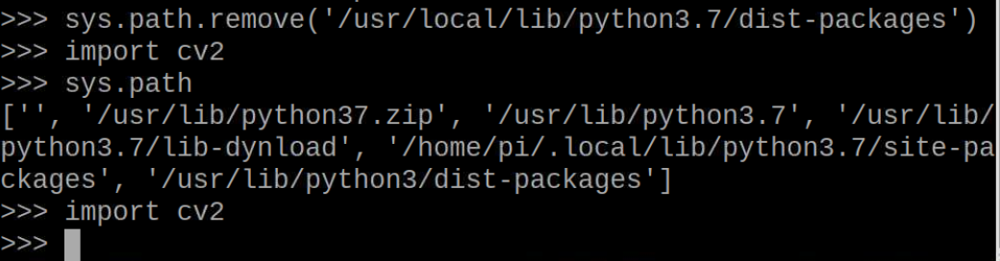 >>> sys.path.remove('/usr/local/lib/python3.7/dist-packages')
>>> import cv2
>>> sys.path
['', '/usr/lib/python37.zip', '/usr/lib/python3.7', '/usr/lib/
python3.7/lib-dynload', '/home/pi/.local/lib/python3.7/site-pa
ckages', '/usr/lib/python3/dist-packages']
>>> import cv2
>>>